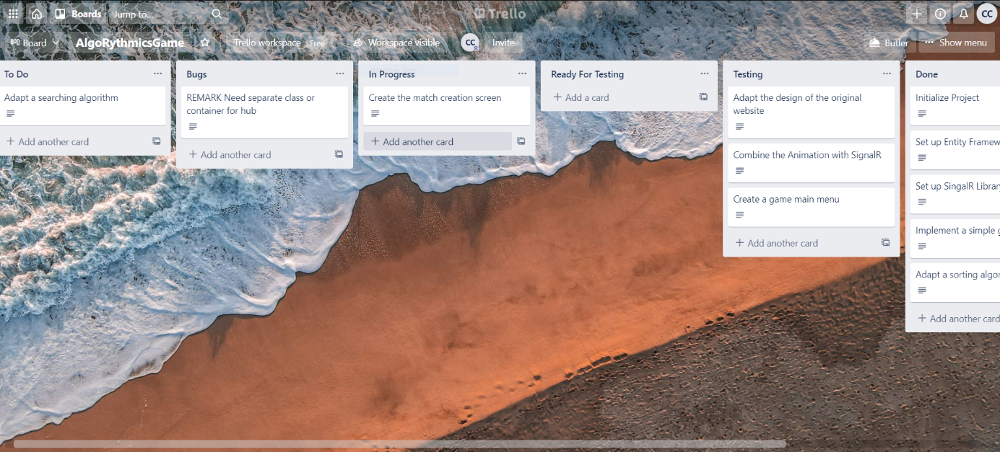 Boards
Jump to...
Trello
CC
Board
AlgoRythmicsGame
Trello workspace
Free
Workspace visible
CC
Invite
Butler
Show menu
To Do
Adapt a searching algorithm
Add another card
Bugs
REMARK Need separate class or
container for hub
Add another card
In Progress
Create the match creation screen
Add another card
Ready For Testing
Add a card
Testing
Adapt the design of the original
website
Combine the Animation with SignalR
Create a game main menu
Add another card
Done
Initialize Project
Set up Entity Framew
Set up SingalR Library
Implement a simple g
Adapt a sorting algor
Add another card